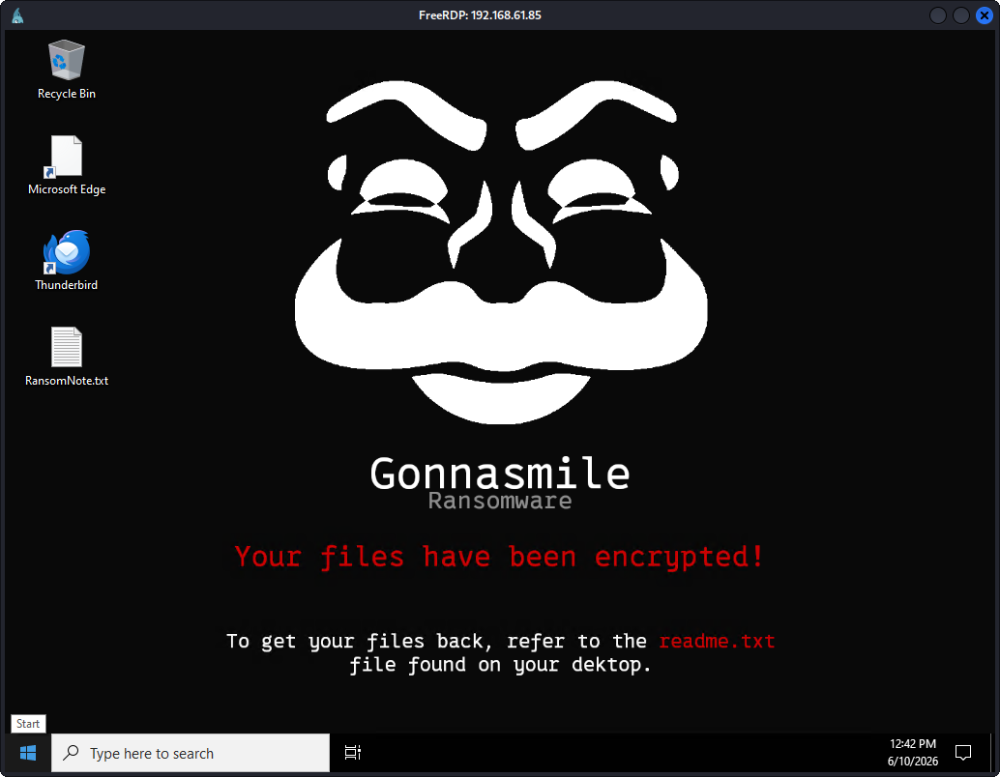 FreeRDP: 192.168.61.85
Recycle Bin
Microsoft Edge
Thunderbird
RansomNote.txt
Gonnasmile
Ransomware
Your files have been encrypted!
To get your files back, refer to the readme.txt
file found on your dektop.
Start
Type here to search
12:42 PM
6/10/2026